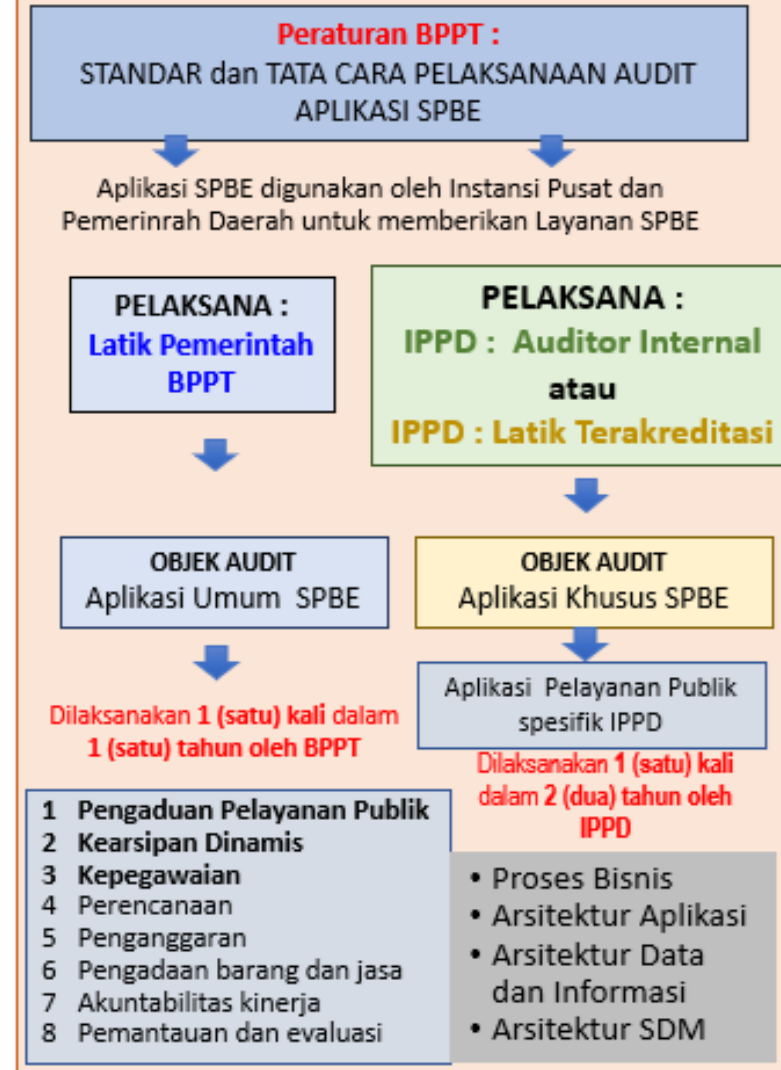 Peraturan BPPT :
STANDAR dan TATA CARA PELAKSANAAN AUDIT
APLIKASI SPBE
Aplikasi SPBE digunakan oleh Instansi Pusat dan
Pemerinrah Daerah untuk memberikan Layanan SPBE
PELAKSANA :
Latik Pemerintah
BPPT
PELAKSANA :
IPPD : Auditor Internal
atau
IPPD : Latik Terakreditasi
OBJEK AUDIT
Aplikasi Umum SPBE
OBJEK AUDIT
Aplikasi Khusus SPBE
Dilaksanakan 1 (satu) kali dalam
1 (satu) tahun oleh BPPT
Aplikasi Pelayanan Publik
spesifik IPPD
Dilaksanakan 1 (satu) kali
dalam 2 (dua) tahun oleh
IPPD
1 Pengaduan Pelayanan Publik
2 Kearsipan Dinamis
3 Kepegawaian
4 Perencanaan
5 Penganggaran
6 Pengadaan barang dan jasa
7 Akuntabilitas kinerja
8 Pemantauan dan evaluasi
• Proses Bisnis
• Arsitektur Aplikasi
• Arsitektur Data
dan Informasi
• Arsitektur SDM